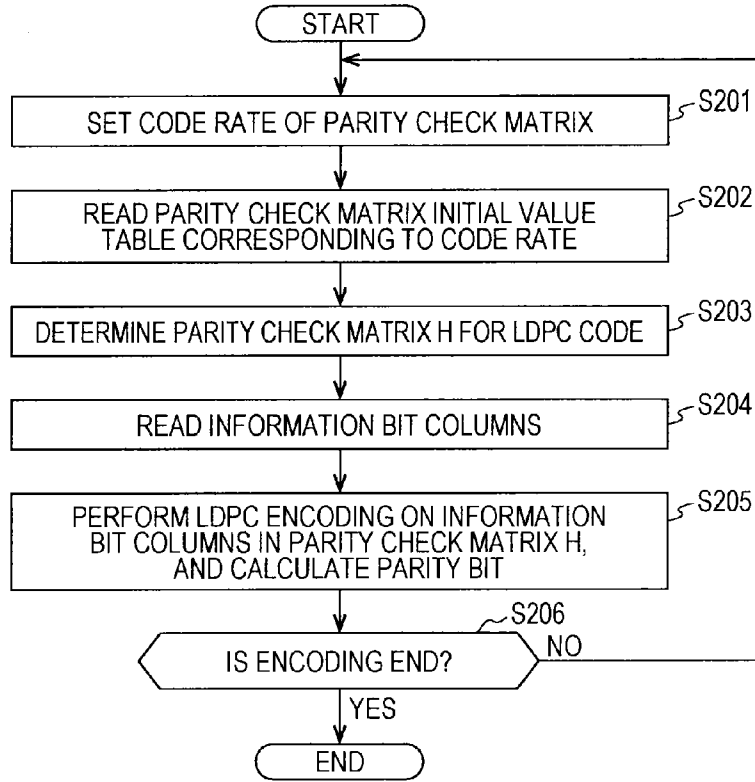 START
S201
SET CODE RATE OF PARITY CHECK MATRIX
S202
READ PARITY CHECK MATRIX INITIAL VALUE
TABLE CORRESPONDING TO CODE RATE
S203
DETERMINE PARITY CHECK MATRIX H FOR LDPC CODE
S204
READ INFORMATION BIT COLUMNS
S205
PERFORM LDPC ENCODING ON INFORMATION
BIT COLUMNS IN PARITY CHECK MATRIX H,
AND CALCULATE PARITY BIT
S206
IS ENCODING END?
NO
YES
END